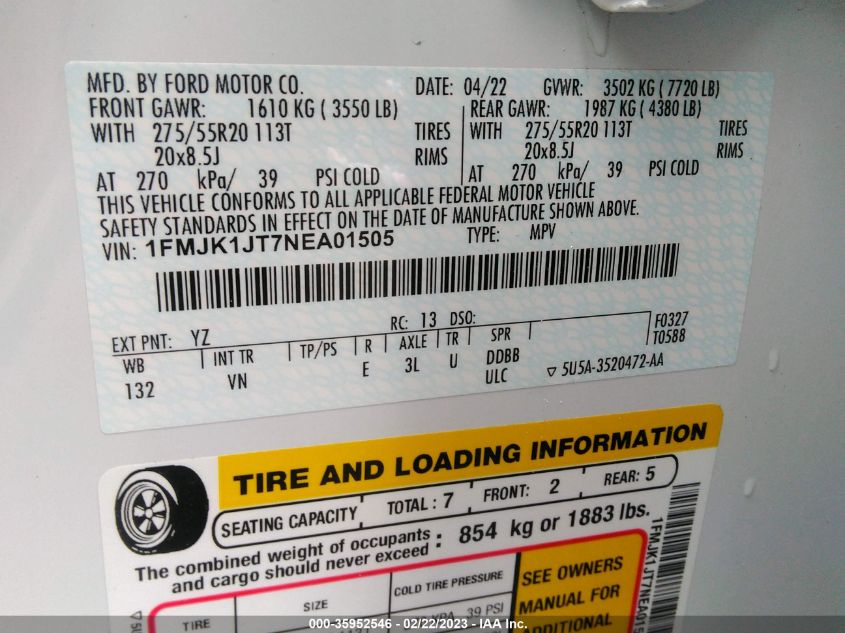 MFD. BY FORD MOTOR CO. DATE: 04/22 GVWR: 3502 KG ( 7720 LB)
FRONT GAWR: 1610 KG ( 3550 LB) REAR GAWR: 1987 KG ( 4380 LB)
WITH 275/55R20 113T TIRES WITH 275/55R20 113T TIRES
20x8.5J RIMS 20x8.5J RIMS
AT 270 kPa/ 39 PSI COLD AT 270 kPa/ 39 PSI COLD
THIS VEHICLE CONFORMS TO ALL APPLICABLE FEDERAL MOTOR VEHICLE
SAFETY STANDARDS IN EFFECT ON THE DATE OF MANUFACTURE SHOWN ABOVE.
VIN: 1FMJK1JT7NEA01505 TYPE: MPV
EXT PNT: YZ RC: 13 DSO: F0327
WB INT TR TP/PS R AXLE TR SPR T0588
132 VN E 3L U DDBB
ULC ▽ 5U5A-3520472-AA
TIRE AND LOADING INFORMATION
SEATING CAPACITY TOTAL : 7 FRONT: 2 REAR: 5
The combined weight of occupants : 854 kg or 1883 lbs.
and cargo should never exceed
TIRE SIZE COLD TIRE PRESSURE SEE OWNERS
39 PSI MANUAL FOR
ADDITIONAL
1FMJK1JT7NEA015
000-35952546 - 02/22/2023 - IAA Inc.